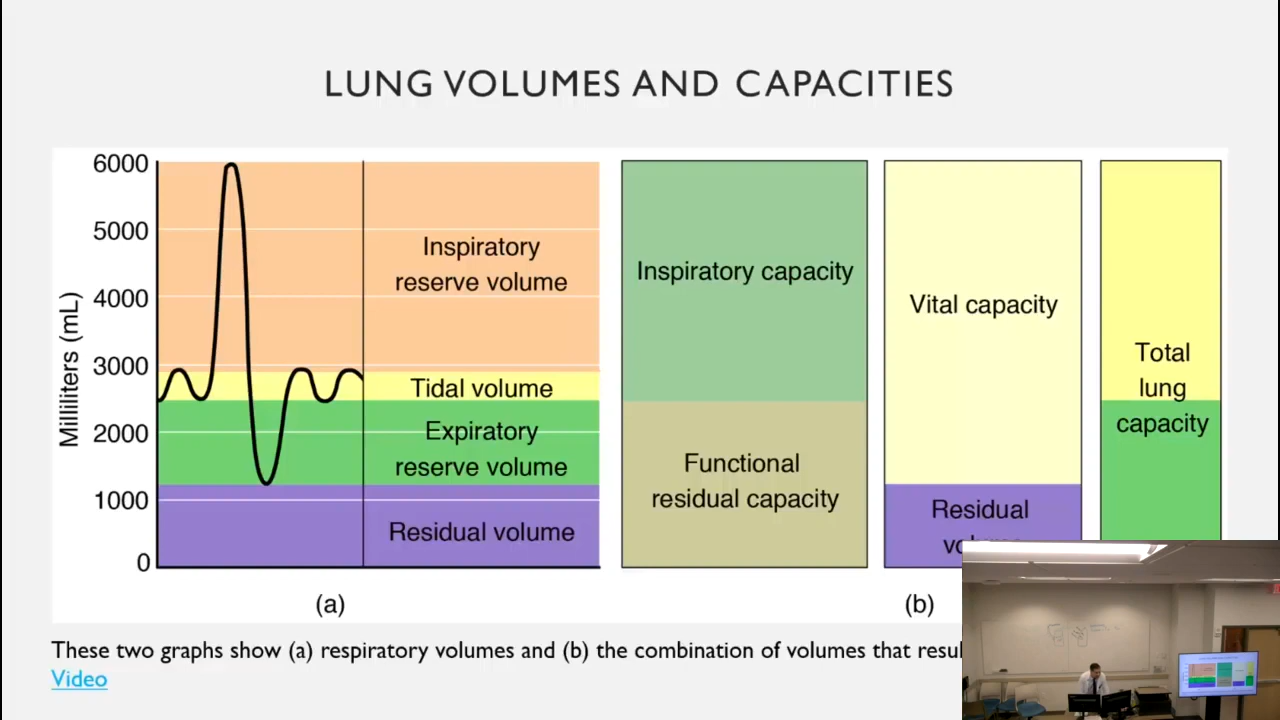 LUNG VOLUMES AND CAPACITIES
6000
5000
4000
3000
2000
1000
0
Milliliters (mL)
Inspiratory
reserve volume
Tidal volume
Expiratory
reserve volume
Residual volume
Inspiratory capacity
Functional
residual capacity
Vital capacity
Residual
Total
lung
capacity
(a)
(b)
These two graphs show (a) respiratory volumes and (b) the combination of volumes that
Video